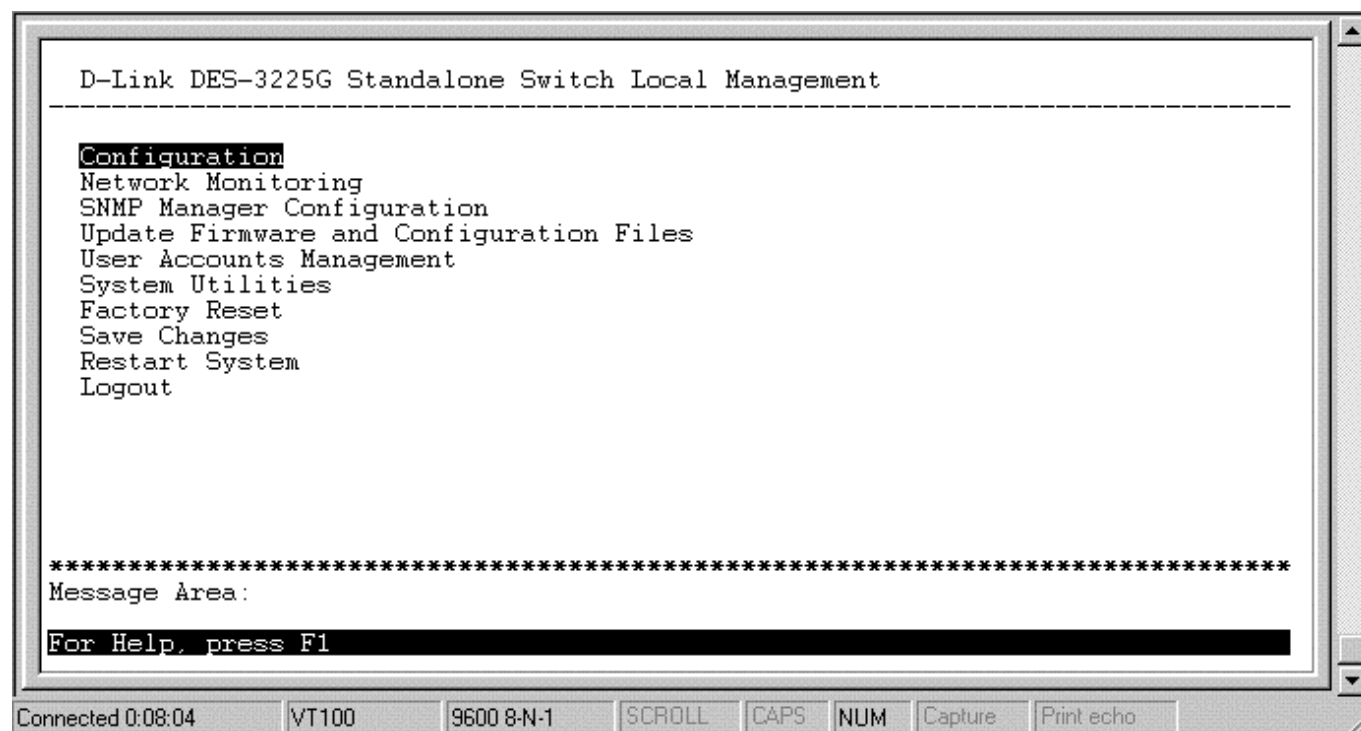 D-Link DES-3225G Standalone Switch Local Management
--------------------------------------------------------------------------------
Configuration
Network Monitoring
SNMP Manager Configuration
Update Firmware and Configuration Files
User Accounts Management
System Utilities
Factory Reset
Save Changes
Restart System
Logout
********************************************************************************
Message Area:
For Help, press F1
Connected 0:08:04 VT100 9600 8-N-1 SCROLL CAPS NUM Capture Print echo